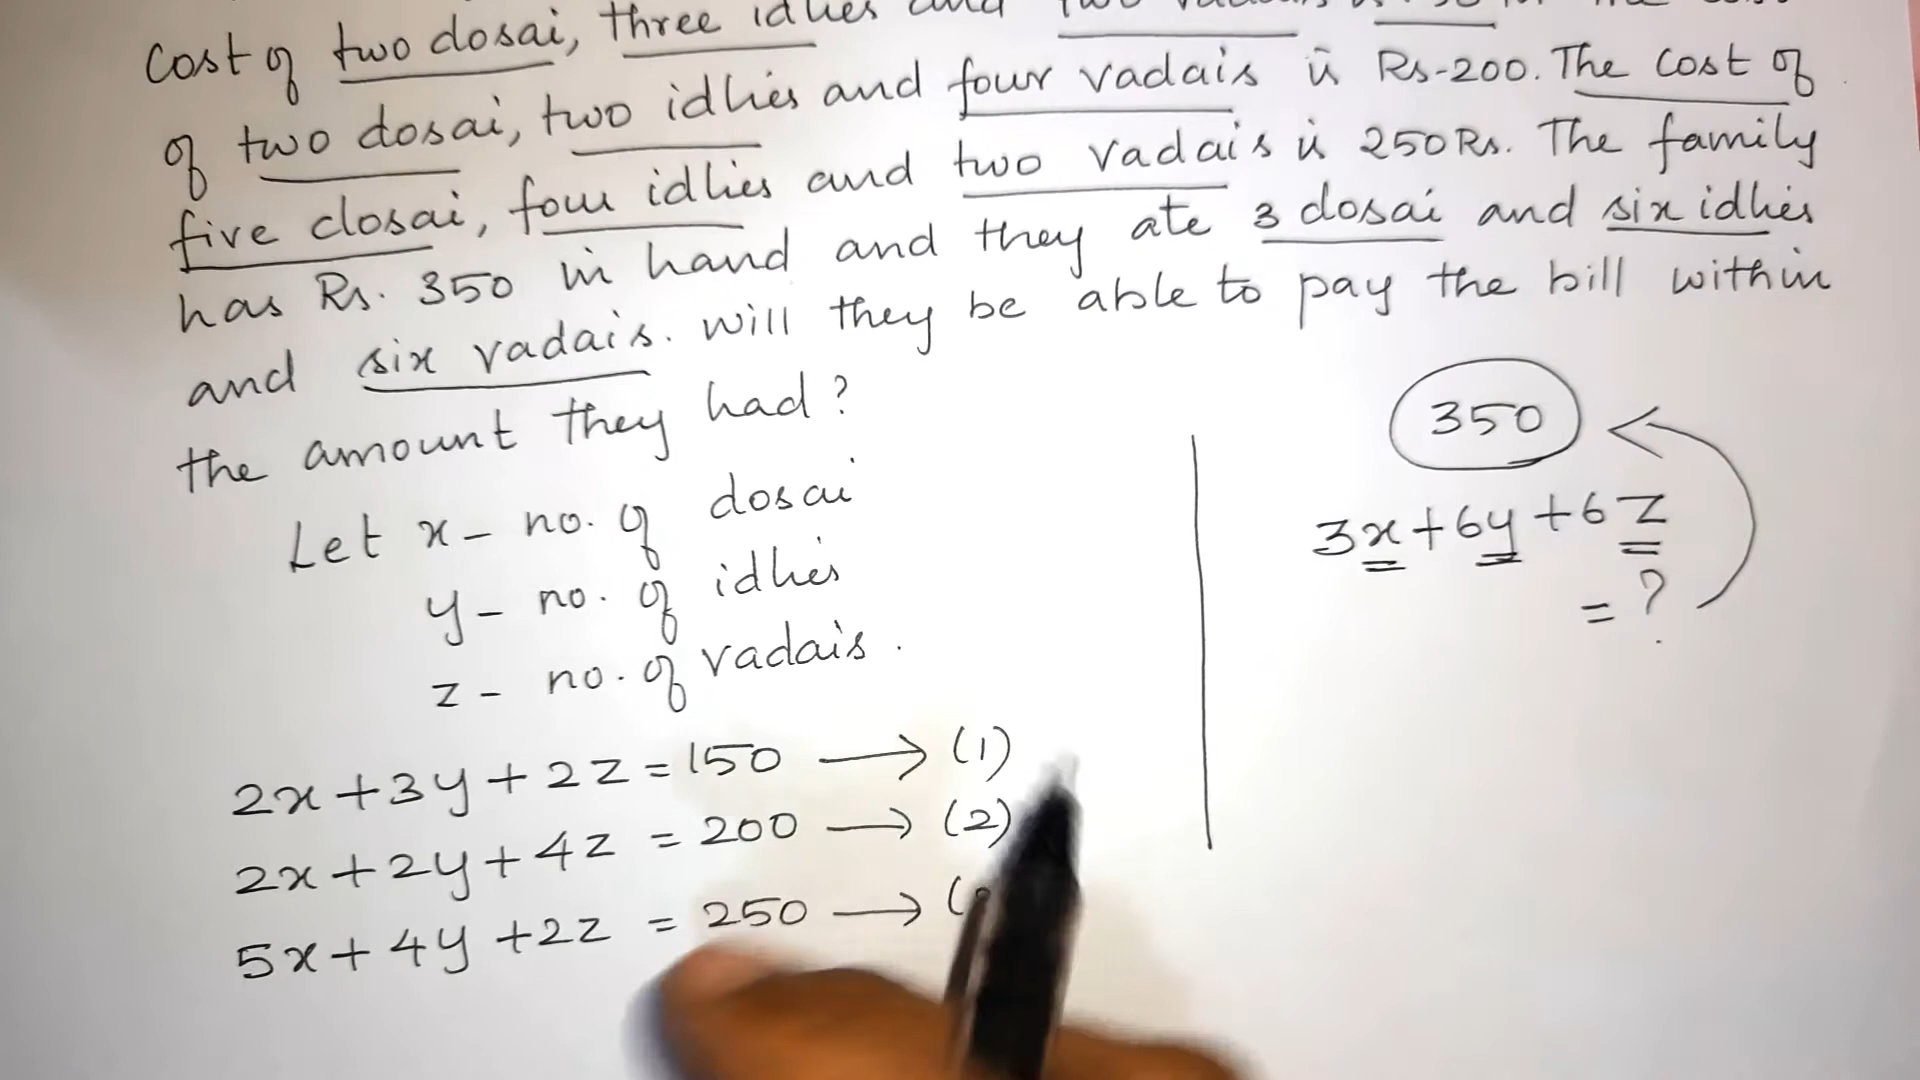 cost of two dosai, three idlies and two
of two dosai, two idlies and four vadais is Rs-200. The cost of
five dosai, four idlies and two vadais is 250Rs. The family
has Rs. 350 in hand and they ate 3 dosai and six idlies
and six vadais. will they be able to pay the bill within
the amount they had?
Let x - no. of dosai
y - no. of idlies
z - no. of vadais.
2x + 3y + 2z = 150 → (1)
2x + 2y + 4z = 200 → (2)
5x + 4y + 2z = 250 →
350
3x + 6y + 6z
= ?